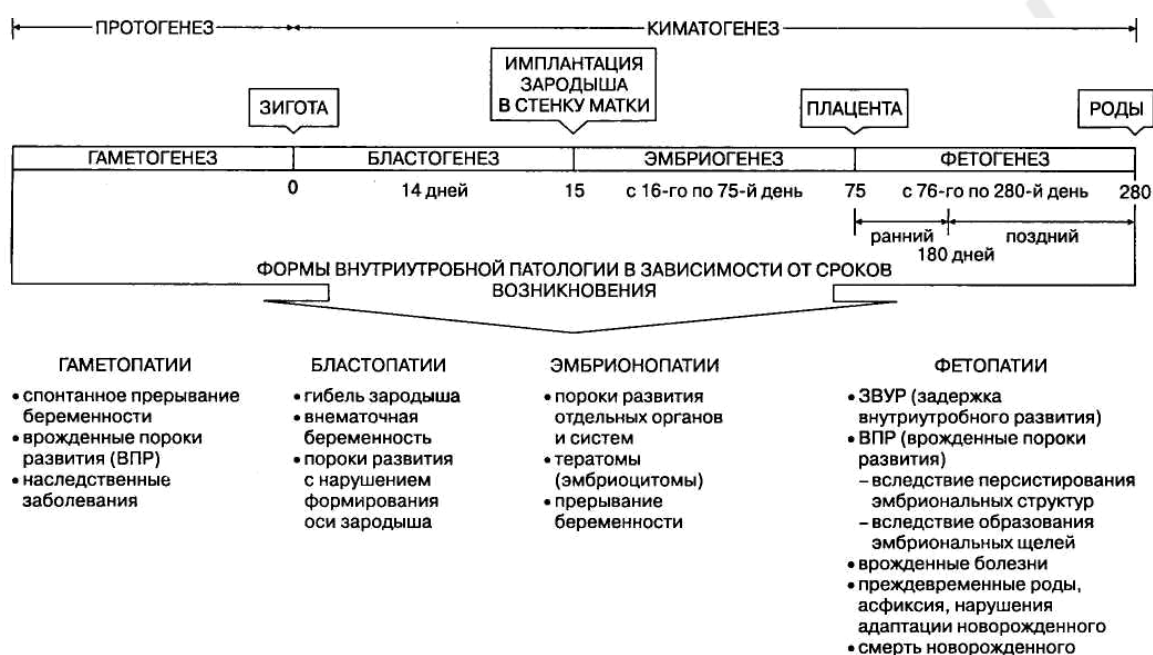 ПРОТОГЕНЕЗ
КИМАТОГЕНЕЗ
ИМПЛАНТАЦИЯ
ЗАРОДЫША
В СТЕНКУ МАТКИ
ЗИГОТА
ПЛАЦЕНТА
РОДЫ
ГАМЕТОГЕНЕЗ
БЛАСТОГЕНЕЗ
ЭМБРИОГЕНЕЗ
ФЕТОГЕНЕЗ
0
14 дней
15
с 16-го по 75-й день
75
с 76-го по 280-й день
280
ранний
поздний
180 дней
ФОРМЫ ВНУТРИУТРОБНОЙ ПАТОЛОГИИ В ЗАВИСИМОСТИ ОТ СРОКОВ
ВОЗНИКНОВЕНИЯ
ГАМЕТОПАТИИ
• спонтанное прерывание
беременности
• врожденные пороки
развития (ВПР)
• наследственные
заболевания
БЛАСТОПАТИИ
• гибель зародыша
• внематочная
беременность
• пороки развития
с нарушением
формирования
оси зародыша
ЭМБРИОНОПАТИИ
• пороки развития
отдельных органов
и систем
• тератомы
(эмбриоцитомы)
• прерывание
беременности
ФЕТОПАТИИ
• ЗВУР (задержка
внутриутробного развития)
• ВПР (врожденные пороки
развития)
– вследствие персистирования
эмбриональных структур
– вследствие образования
эмбриональных щелей
• врожденные болезни
• преждевременные роды,
асфиксия, нарушения
адаптации новорожденного
• смерть новорожденного